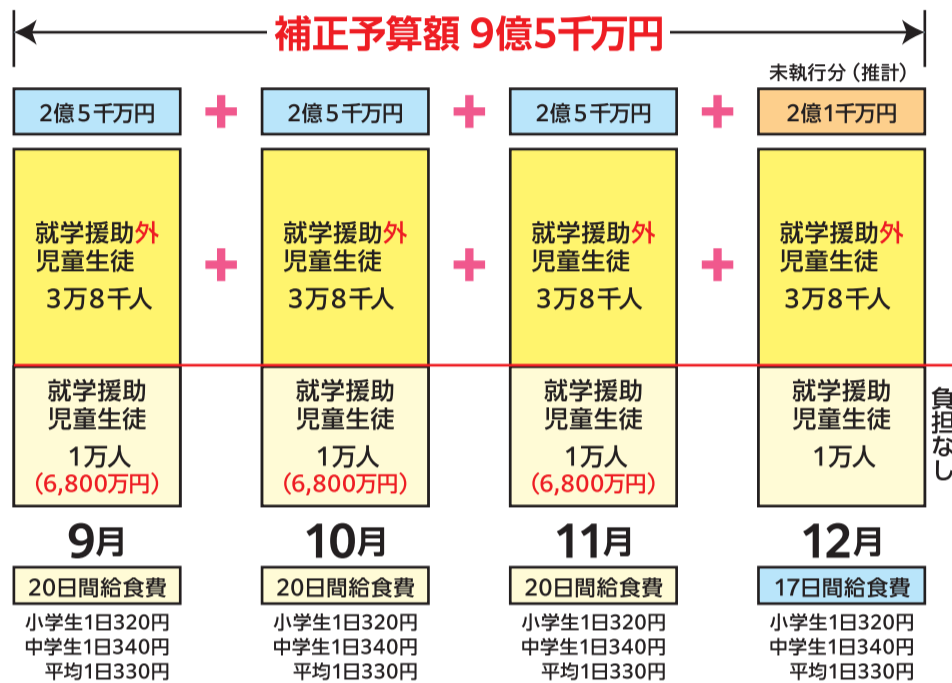 補正予算額 9億5千万円
未執行分（推計）
2億5千万円 + 2億5千万円 + 2億5千万円 + 2億1千万円
就学援助外
児童生徒
3万8千人
+
就学援助外
児童生徒
3万8千人
+
就学援助外
児童生徒
3万8千人
+
就学援助外
児童生徒
3万8千人
就学援助
児童生徒
1万人
（6,800万円）
就学援助
児童生徒
1万人
（6,800万円）
就学援助
児童生徒
1万人
（6,800万円）
就学援助
児童生徒
1万人
負担なし
9月
20日間給食費
小学生1日320円
中学生1日340円
平均1日330円
10月
20日間給食費
小学生1日320円
中学生1日340円
平均1日330円
11月
20日間給食費
小学生1日320円
中学生1日340円
平均1日330円
12月
17日間給食費
小学生1日320円
中学生1日340円
平均1日330円